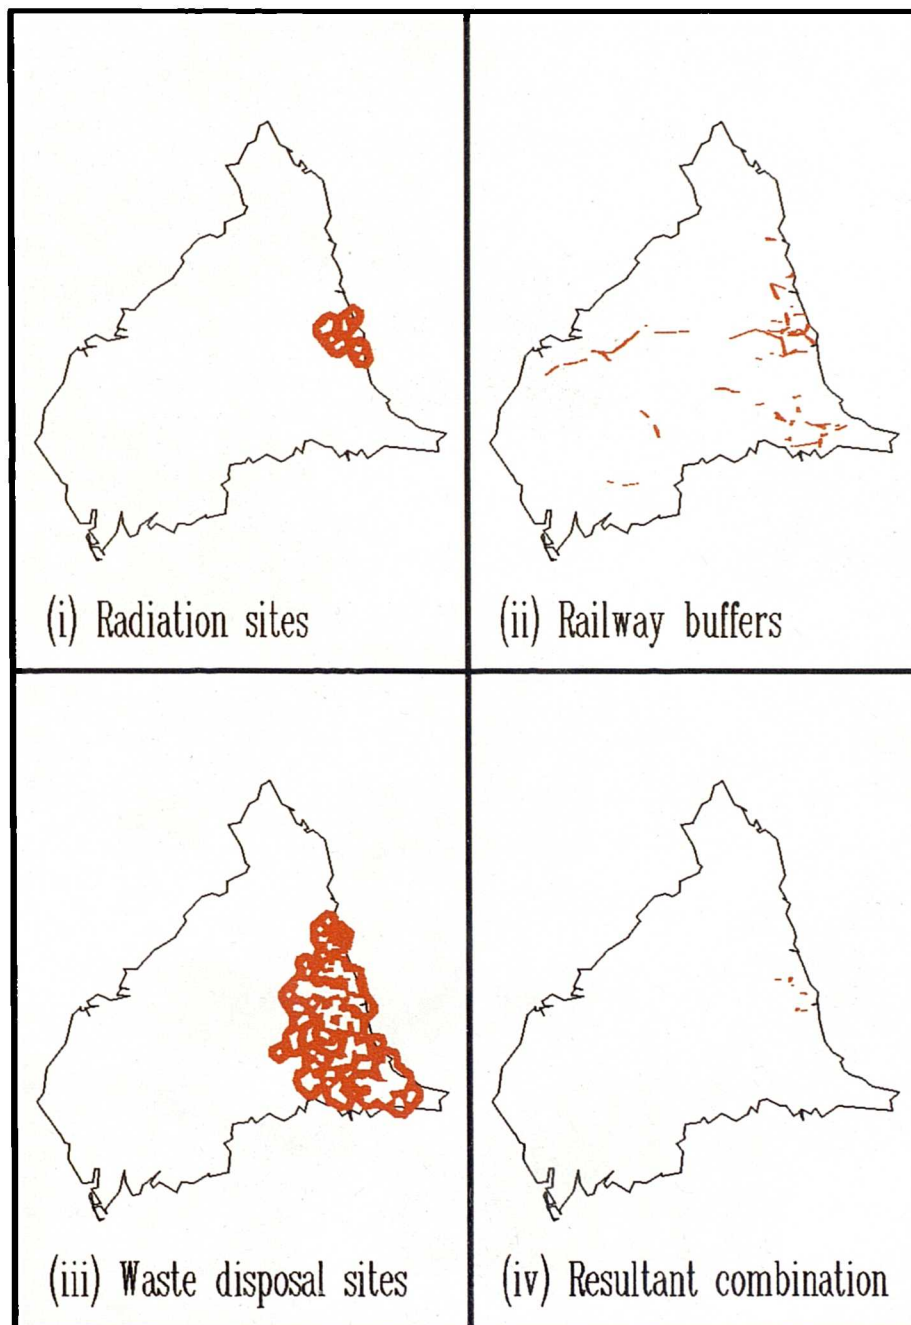 (i) Radiation sites
(ii) Railway buffers
(iii) Waste disposal sites
(iv) Resultant combination